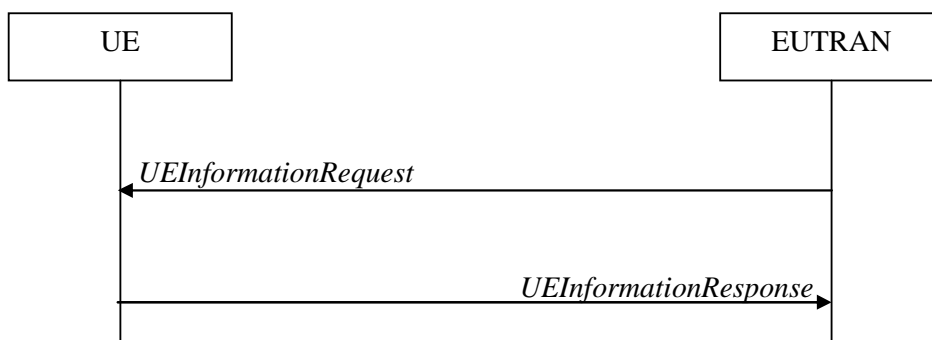 UE
EUTRAN
UEInformationRequest
UEInformationResponse